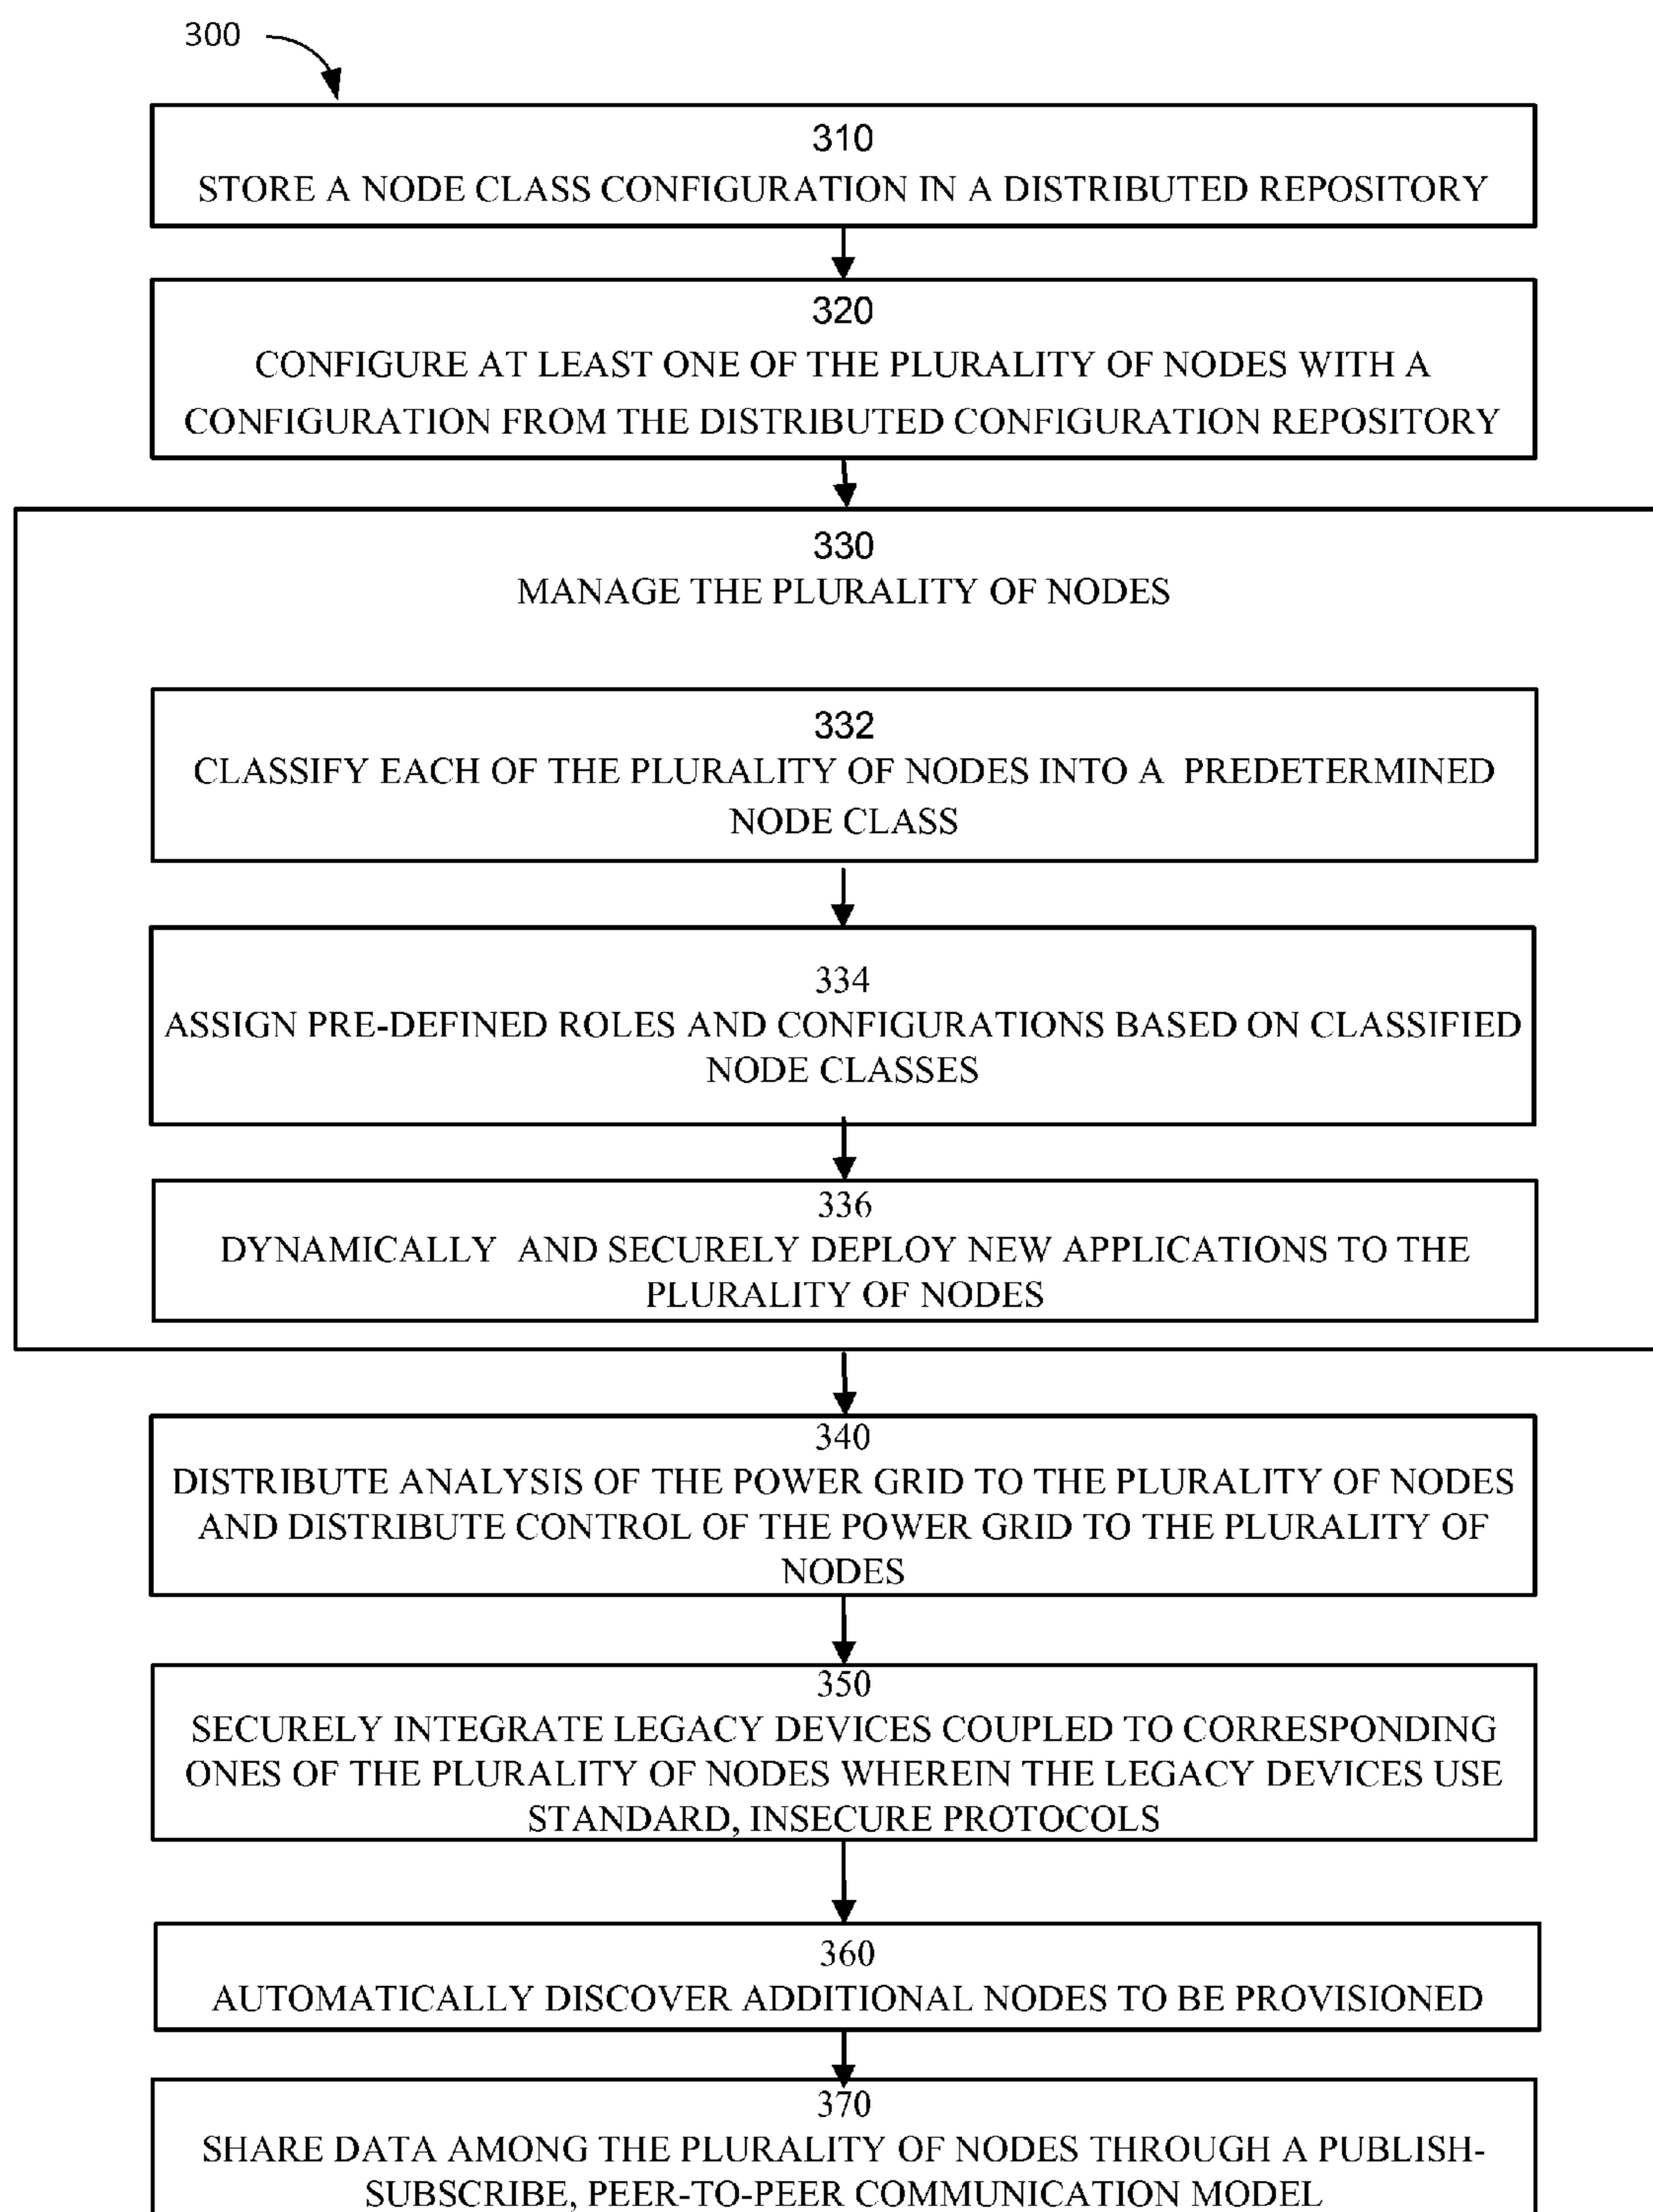 300
310
STORE A NODE CLASS CONFIGURATION IN A DISTRIBUTED REPOSITORY
320
CONFIGURE AT LEAST ONE OF THE PLURALITY OF NODES WITH A
CONFIGURATION FROM THE DISTRIBUTED CONFIGURATION REPOSITORY
330
MANAGE THE PLURALITY OF NODES
332
CLASSIFY EACH OF THE PLURALITY OF NODES INTO A PREDETERMINED
NODE CLASS
334
ASSIGN PRE-DEFINED ROLES AND CONFIGURATIONS BASED ON CLASSIFIED
NODE CLASSES
336
DYNAMICALLY AND SECURELY DEPLOY NEW APPLICATIONS TO THE
PLURALITY OF NODES
340
DISTRIBUTE ANALYSIS OF THE POWER GRID TO THE PLURALITY OF NODES
AND DISTRIBUTE CONTROL OF THE POWER GRID TO THE PLURALITY OF
NODES
350
SECURELY INTEGRATE LEGACY DEVICES COUPLED TO CORRESPONDING
ONES OF THE PLURALITY OF NODES WHEREIN THE LEGACY DEVICES USE
STANDARD, INSECURE PROTOCOLS
360
AUTOMATICALLY DISCOVER ADDITIONAL NODES TO BE PROVISIONED
370
SHARE DATA AMONG THE PLURALITY OF NODES THROUGH A PUBLISH-
SUBSCRIBE, PEER-TO-PEER COMMUNICATION MODEL